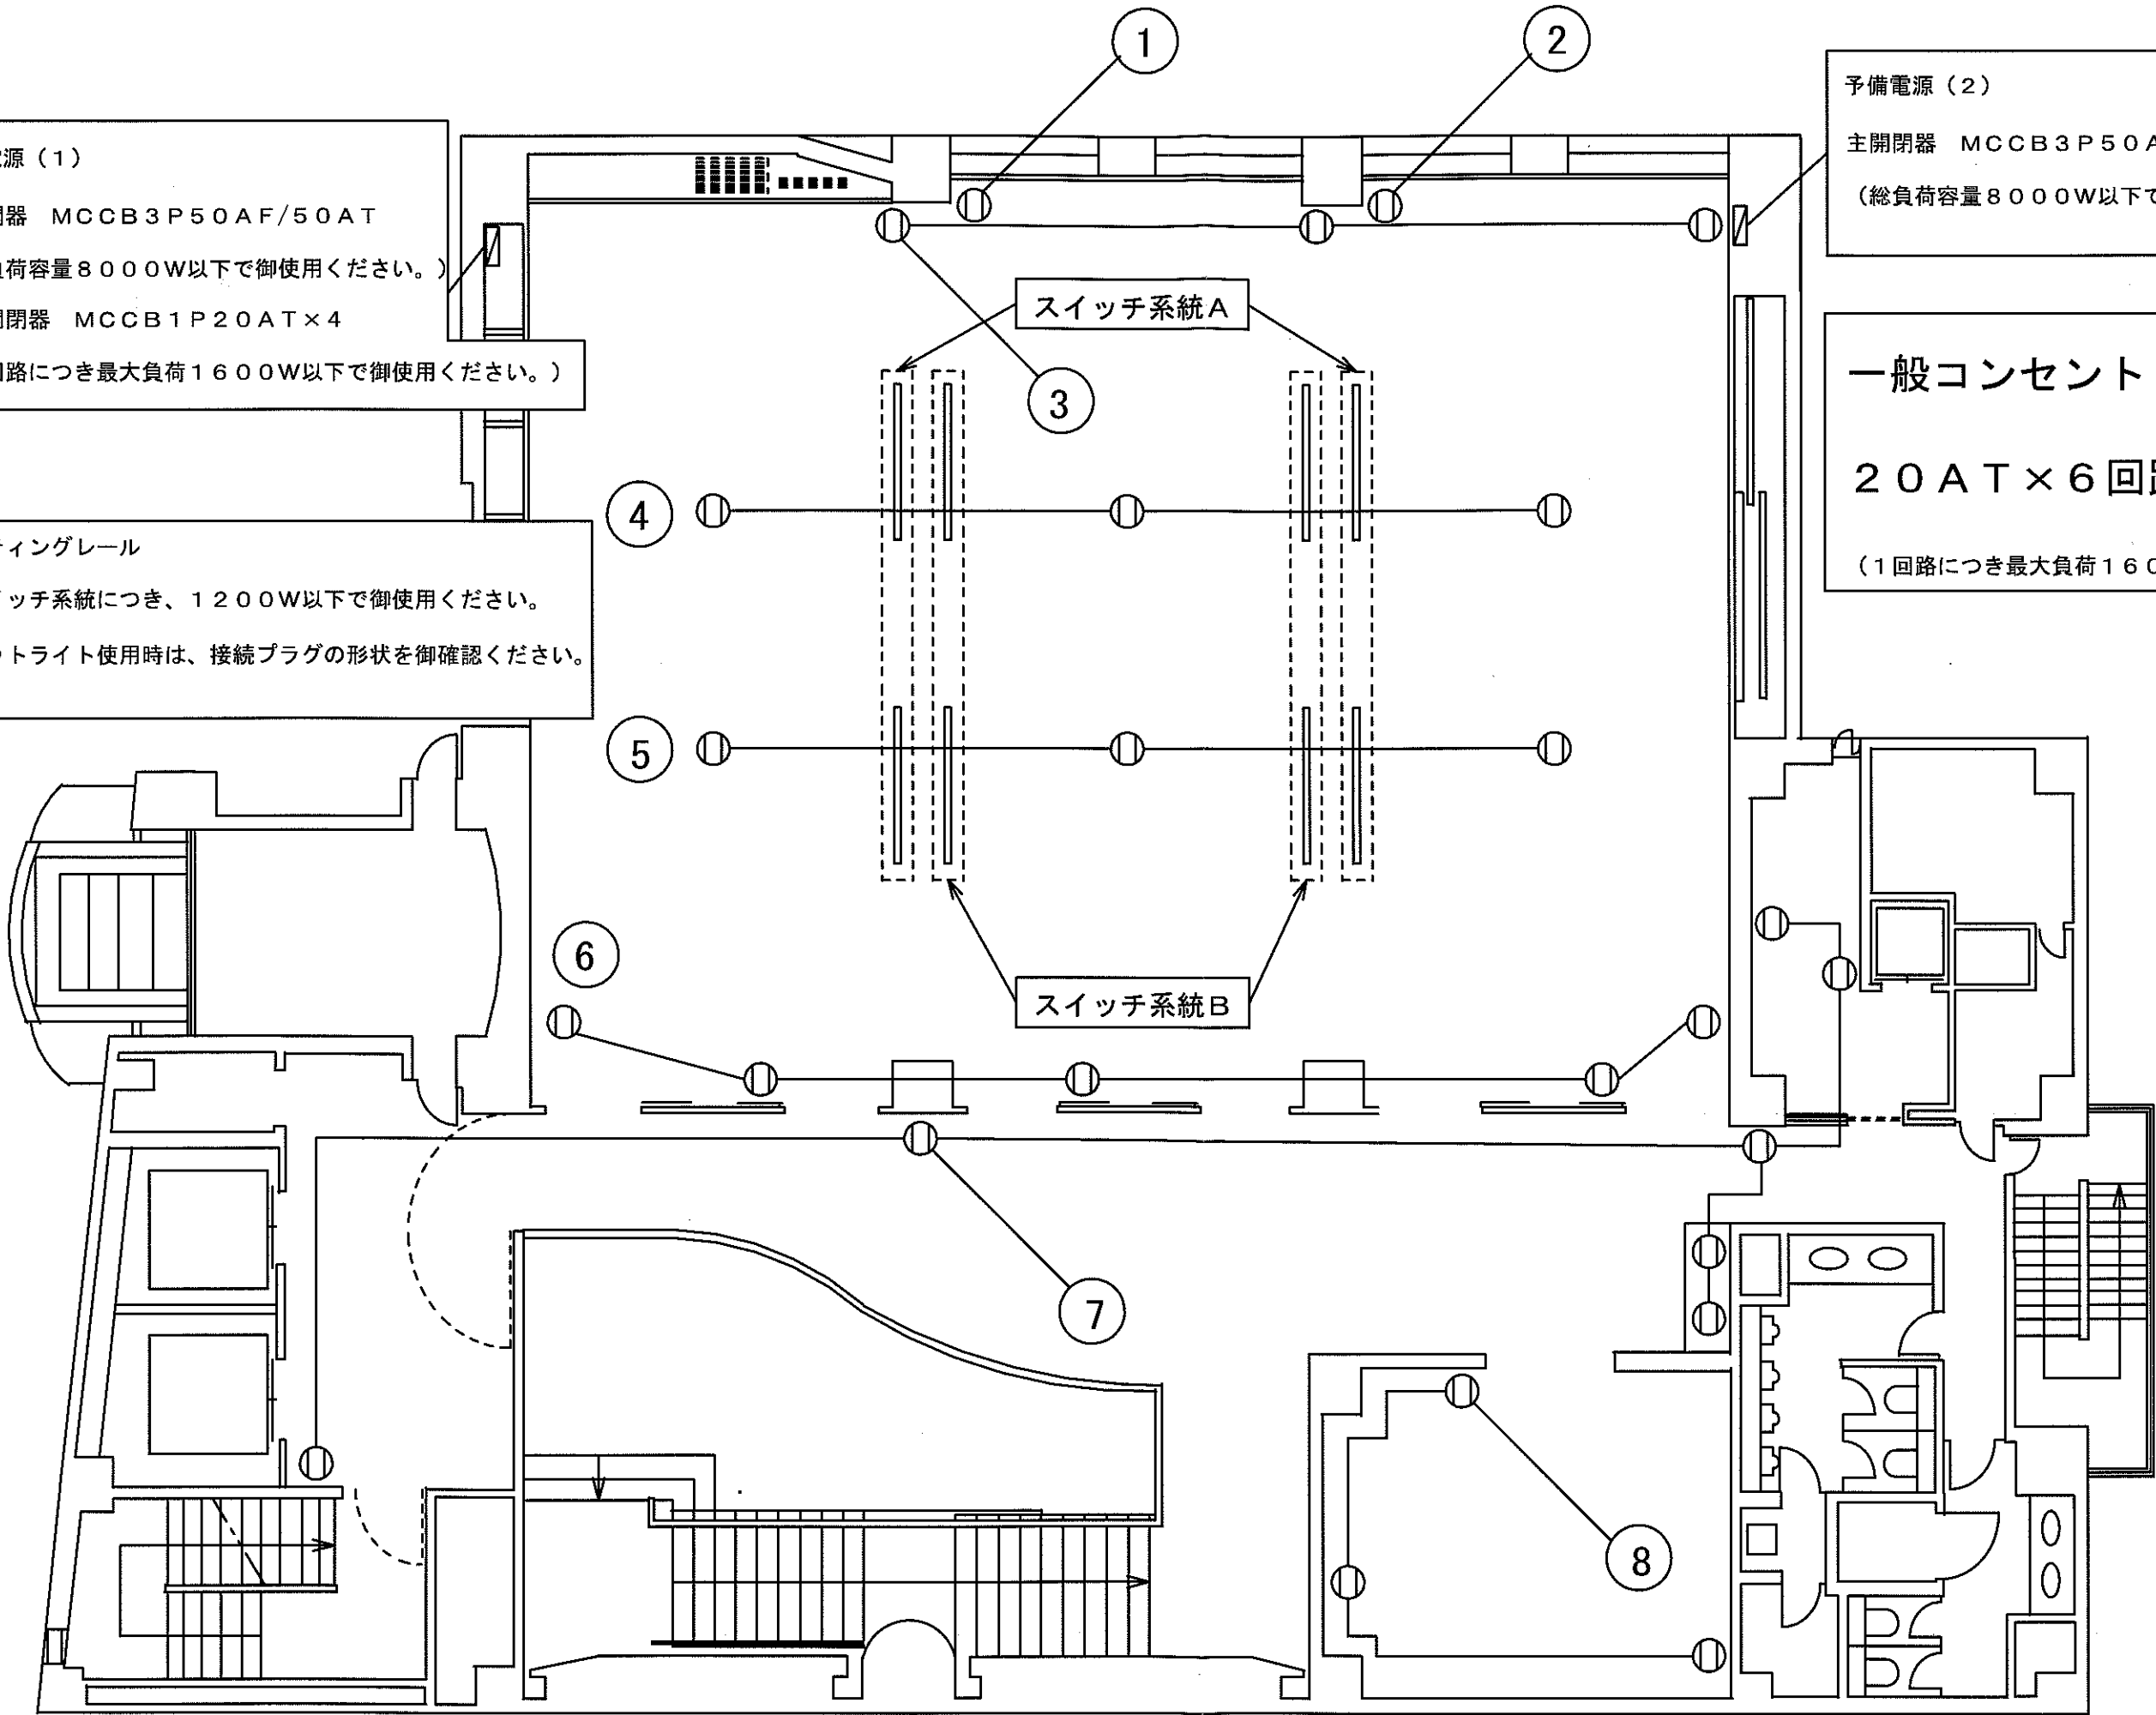 ①
②
源（１）
器　ＭＣＣＢ３Ｐ５０ＡＦ/５０ＡＴ
荷容量８０００Ｗ以下で御使用ください。）
閉器　ＭＣＣＢ１Ｐ２０ＡＴ×４
路につき最大負荷１６００Ｗ以下で御使用ください。）
予備電源（２）
主開閉器　ＭＣＣＢ３Ｐ５０Ａ
（総負荷容量８０００Ｗ以下で
スイッチ系統Ａ
③
一般コンセント
２０ＡＴ×６回路
（１回路につき最大負荷１６０
④
ティングレール
ッチ系統につき、１２００Ｗ以下で御使用ください。
ットライト使用時は、接続プラグの形状を御確認ください。
⑤
⑥
スイッチ系統Ｂ
⑦
⑧